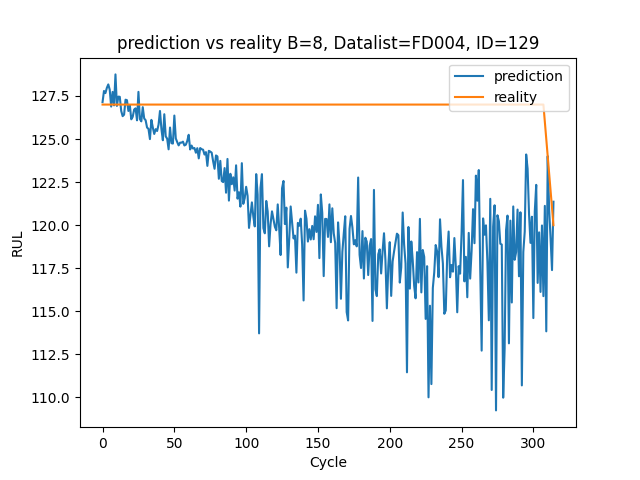 prediction vs reality B=8, Datalist=FD004, ID=129
prediction
reality
127.5
125.0
122.5
120.0
117.5
115.0
112.5
110.0
RUL
0 50 100 150 200 250 300
Cycle